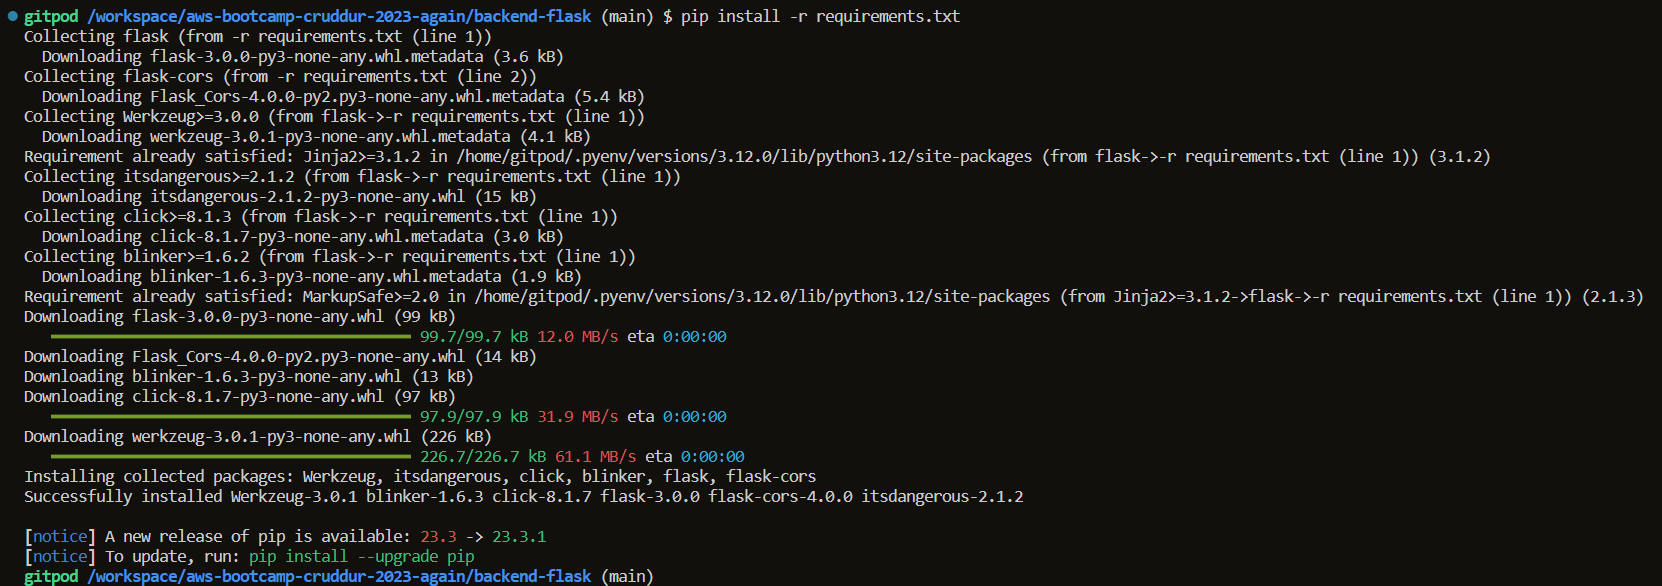 gitpod /workspace/aws-bootcamp-cruddur-2023-again/backend-flask (main) $ pip install -r requirements.txt
Collecting flask (from -r requirements.txt (line 1))
  Downloading flask-3.0.0-py3-none-any.whl.metadata (3.6 kB)
Collecting flask-cors (from -r requirements.txt (line 2))
  Downloading Flask_Cors-4.0.0-py2.py3-none-any.whl.metadata (5.4 kB)
Collecting Werkzeug>=3.0.0 (from flask->-r requirements.txt (line 1))
  Downloading werkzeug-3.0.1-py3-none-any.whl.metadata (4.1 kB)
Requirement already satisfied: Jinja2>=3.1.2 in /home/gitpod/.pyenv/versions/3.12.0/lib/python3.12/site-packages (from flask->-r requirements.txt (line 1)) (3.1.2)
Collecting itsdangerous>=2.1.2 (from flask->-r requirements.txt (line 1))
  Downloading itsdangerous-2.1.2-py3-none-any.whl (15 kB)
Collecting click>=8.1.3 (from flask->-r requirements.txt (line 1))
  Downloading click-8.1.7-py3-none-any.whl.metadata (3.0 kB)
Collecting blinker>=1.6.2 (from flask->-r requirements.txt (line 1))
  Downloading blinker-1.6.3-py3-none-any.whl.metadata (1.9 kB)
Requirement already satisfied: MarkupSafe>=2.0 in /home/gitpod/.pyenv/versions/3.12.0/lib/python3.12/site-packages (from Jinja2>=3.1.2->flask->-r requirements.txt (line 1)) (2.1.3)
Downloading flask-3.0.0-py3-none-any.whl (99 kB)
99.7/99.7 kB 12.0 MB/s eta 0:00:00
Downloading Flask_Cors-4.0.0-py2.py3-none-any.whl (14 kB)
Downloading blinker-1.6.3-py3-none-any.whl (13 kB)
Downloading click-8.1.7-py3-none-any.whl (97 kB)
97.9/97.9 kB 31.9 MB/s eta 0:00:00
Downloading werkzeug-3.0.1-py3-none-any.whl (226 kB)
226.7/226.7 kB 61.1 MB/s eta 0:00:00
Installing collected packages: Werkzeug, itsdangerous, click, blinker, flask, flask-cors
Successfully installed Werkzeug-3.0.1 blinker-1.6.3 click-8.1.7 flask-3.0.0 flask-cors-4.0.0 itsdangerous-2.1.2
[notice] A new release of pip is available: 23.3 -> 23.3.1
[notice] To update, run: pip install --upgrade pip
gitpod /workspace/aws-bootcamp-cruddur-2023-again/backend-flask (main)